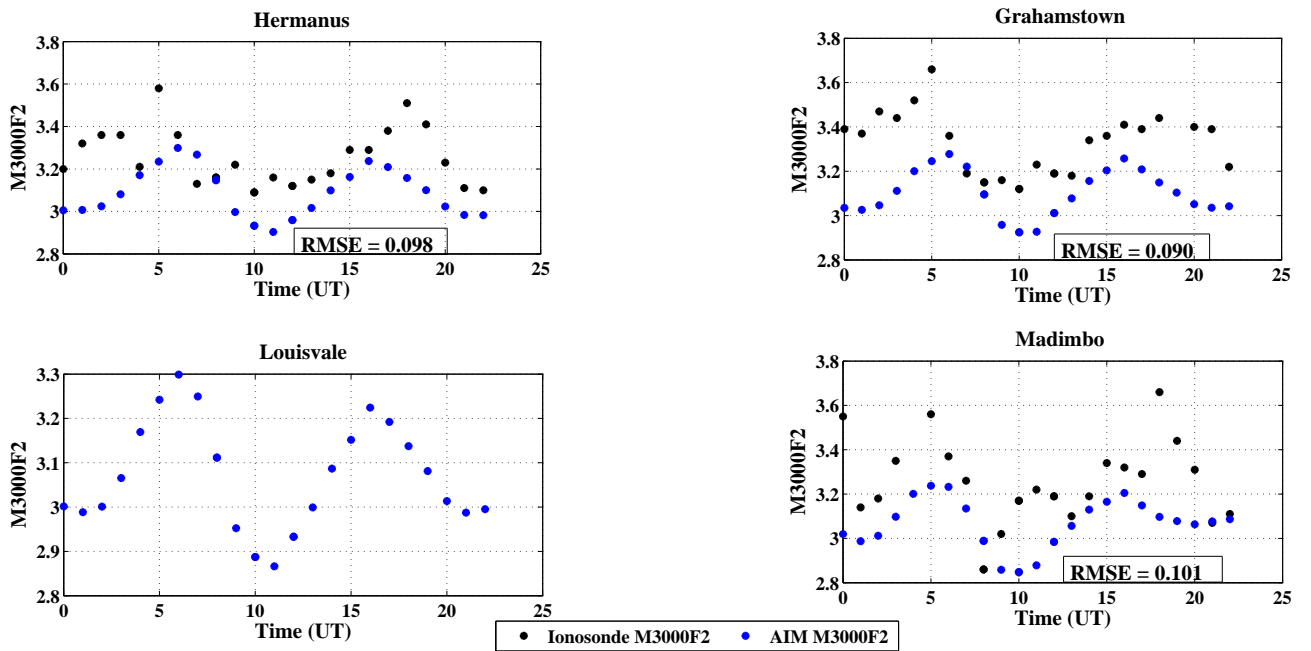 Hermanus
3.8
3.6
3.4
3.2
3
2.8
M3000F2
RMSE = 0.098
0 5 10 15 20 25
Time (UT)
Grahamstown
3.8
3.6
3.4
3.2
3
2.8
M3000F2
RMSE = 0.090
0 5 10 15 20 25
Time (UT)
Louisvale
3.3
3.2
3.1
3.0
2.9
2.8
M3000F2
0 5 10 15 20 25
Time (UT)
Madimbo
3.8
3.6
3.4
3.2
3
2.8
M3000F2
RMSE = 0.101
0 5 10 15 20 25
Time (UT)
Ionosonde M3000F2 AIM M3000F2